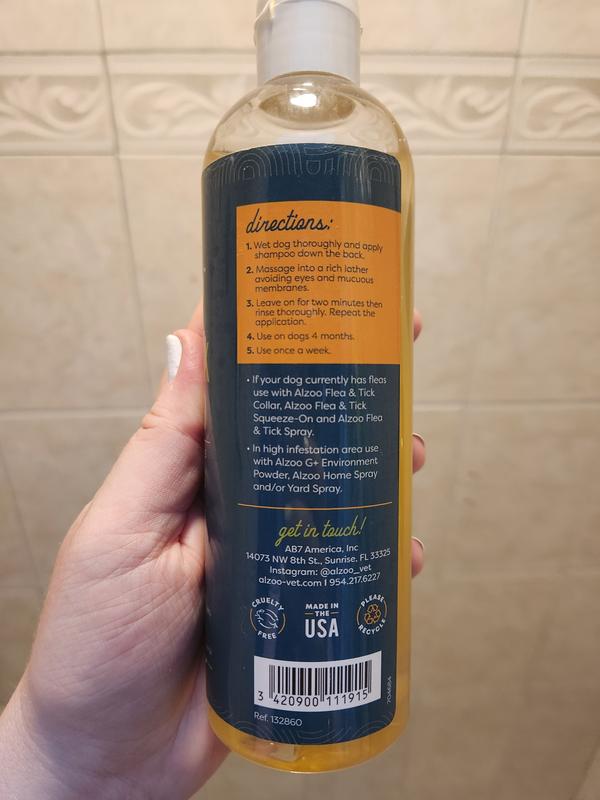 directions:
1. Wet dog thoroughly and apply
shampoo down the back.
2. Massage into a rich lather
avoiding eyes and mucuous
membranes.
3. Leave on for two minutes then
rinse thoroughly. Repeat the
application.
4. Use on dogs 4 months.
5. Use once a week.
• If your dog currently has fleas
use with Alzoo Flea & Tick
Collar, Alzoo Flea & Tick
Squeeze-On and Alzoo Flea
& Tick Spray.
• In high infestation area use
with Alzoo G+ Environment
Powder, Alzoo Home Spray
and/or Yard Spray.
get in touch!
AB7 America, Inc
14073 NW 8th St., Sunrise, FL 33325
Instagram: @alzoo_vet
alzoo-vet.com | 954.217.6227
CRUELTY
FREE
MADE IN
THE
USA
PLEASE
RECYCLE
3 420900 111915
704684
Ref. 132860